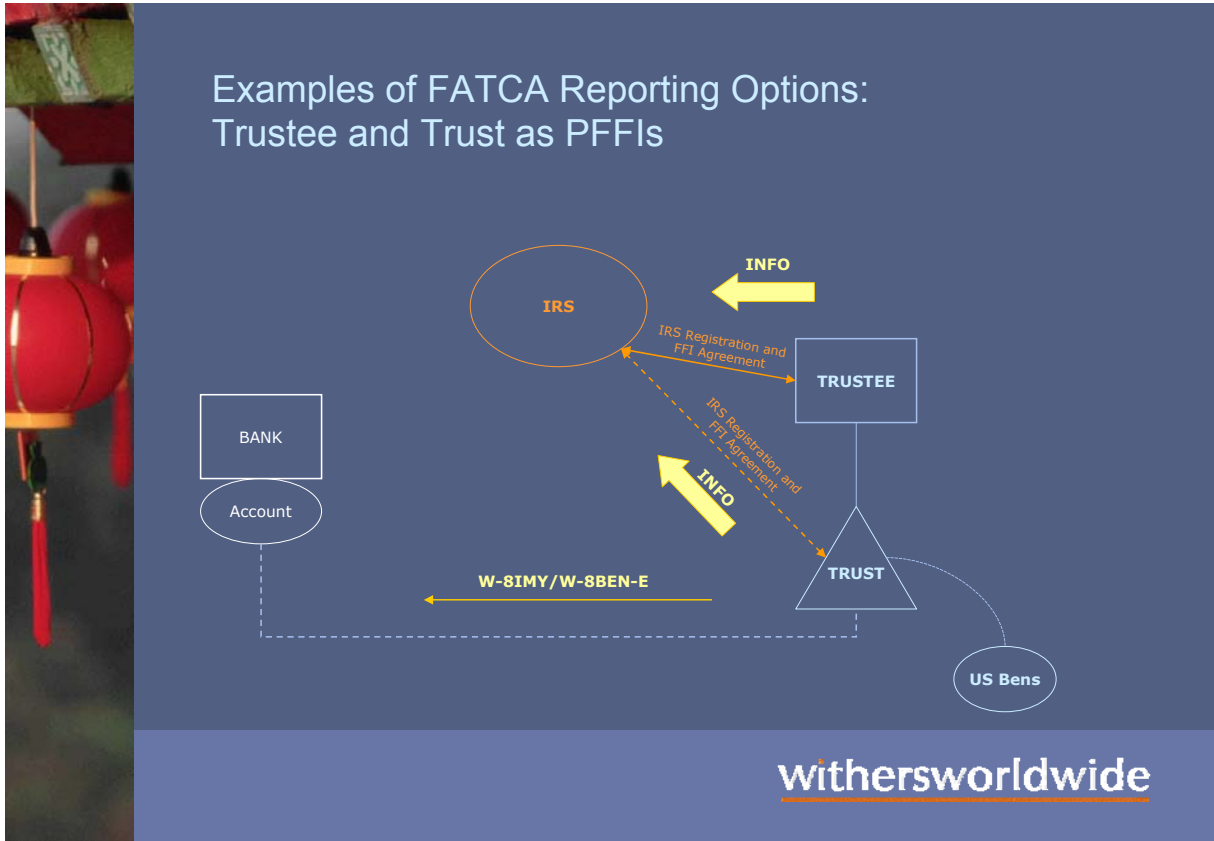 Examples of FATCA Reporting Options:
Trustee and Trust as PFFIs
INFO
IRS
IRS Registration and
FFI Agreement
TRUSTEE
IRS Registration and
FFI Agreement
BANK
INFO
Account
TRUST
W-8IMY/W-8BEN-E
US Bens
withersworldwide